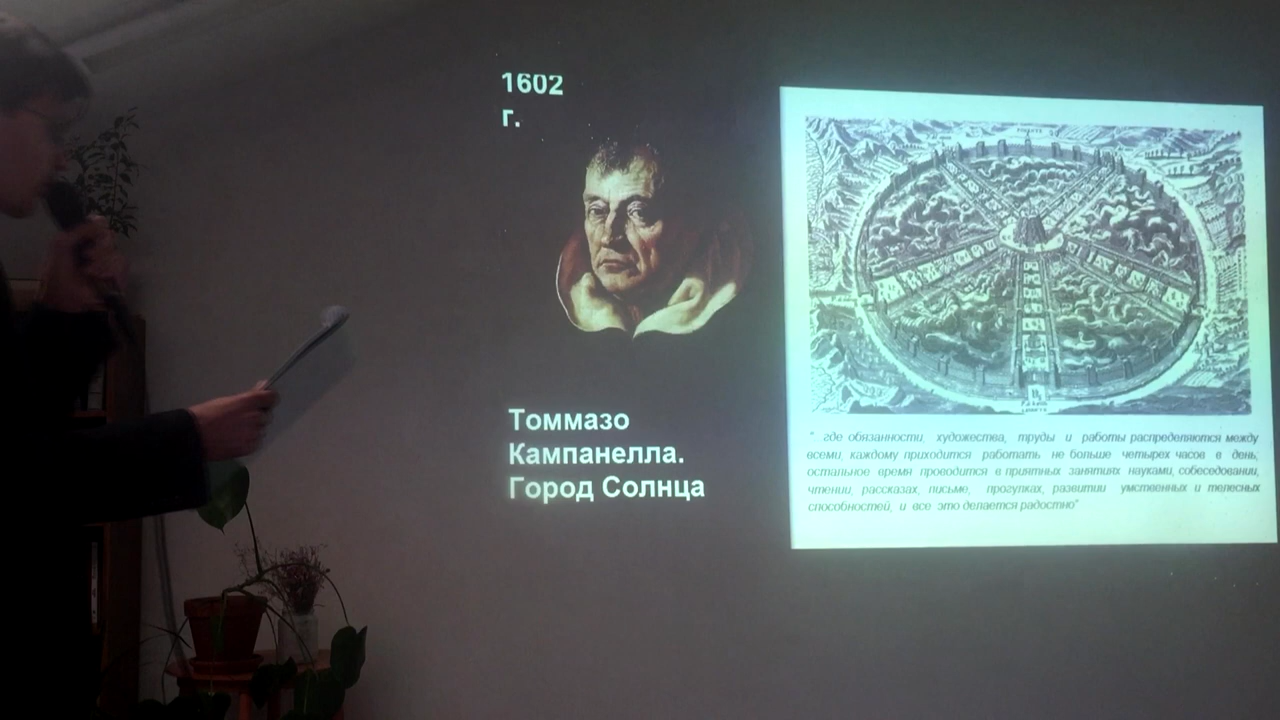 1602
г.
Томмазо
Кампанелла.
Город Солнца
".. где обязанности, художества, труды и работы распределяются между
всеми, каждому приходится работать не больше четырех часов в день,
остальное время проводится в приятных занятиях науками, собеседовании,
чтении, рассказах, письме, прогулках, развитии умственных и телесных
способностей, и все это делается радостно"